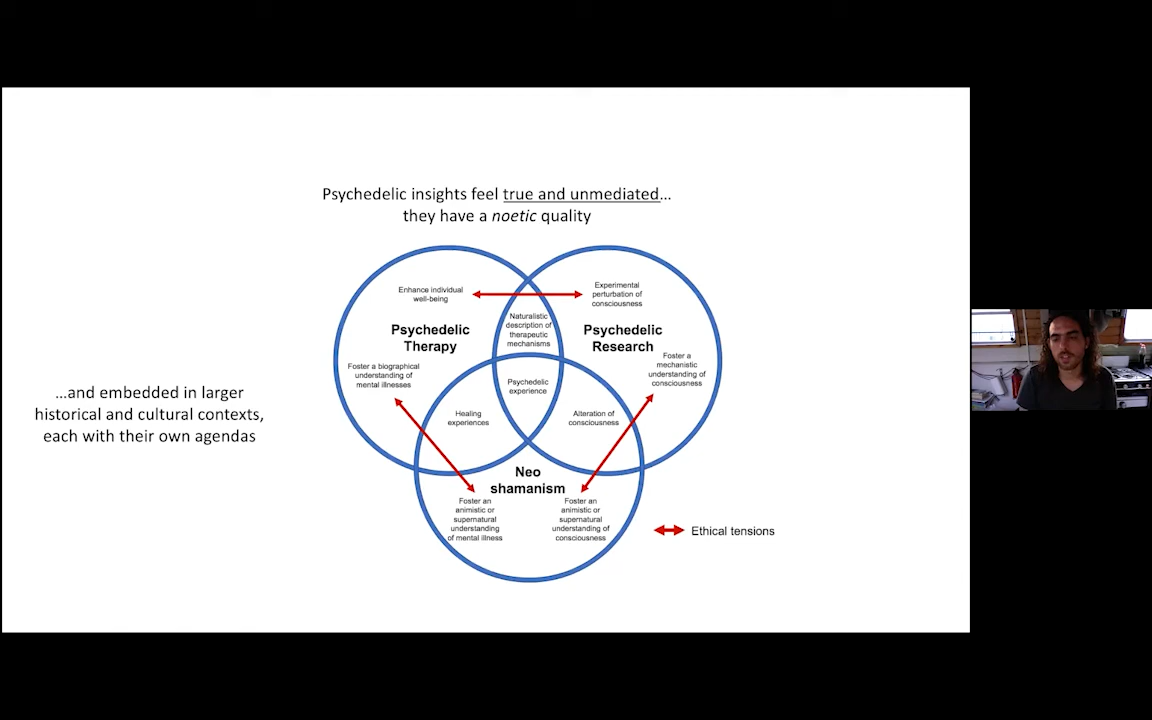 Psychedelic insights feel true and unmediated…
they have a noetic quality
Enhance individual
well-being
Experimental
perturbation of
consciousness
Naturalistic
description of
therapeutic
mechanisms
Psychedelic
Therapy
Psychedelic
Research
Foster a biographical
understanding of
mental illnesses
Foster a
mechanistic
understanding of
consciousness
Psychedelic
experience
…and embedded in larger
historical and cultural contexts,
each with their own agendas
Healing
experiences
Alteration of
consciousness
Neo
shamanism
Foster an
animistic or
supernatural
understanding
of mental illness
Foster an
animistic or
supernatural
understanding of
consciousness
Ethical tensions